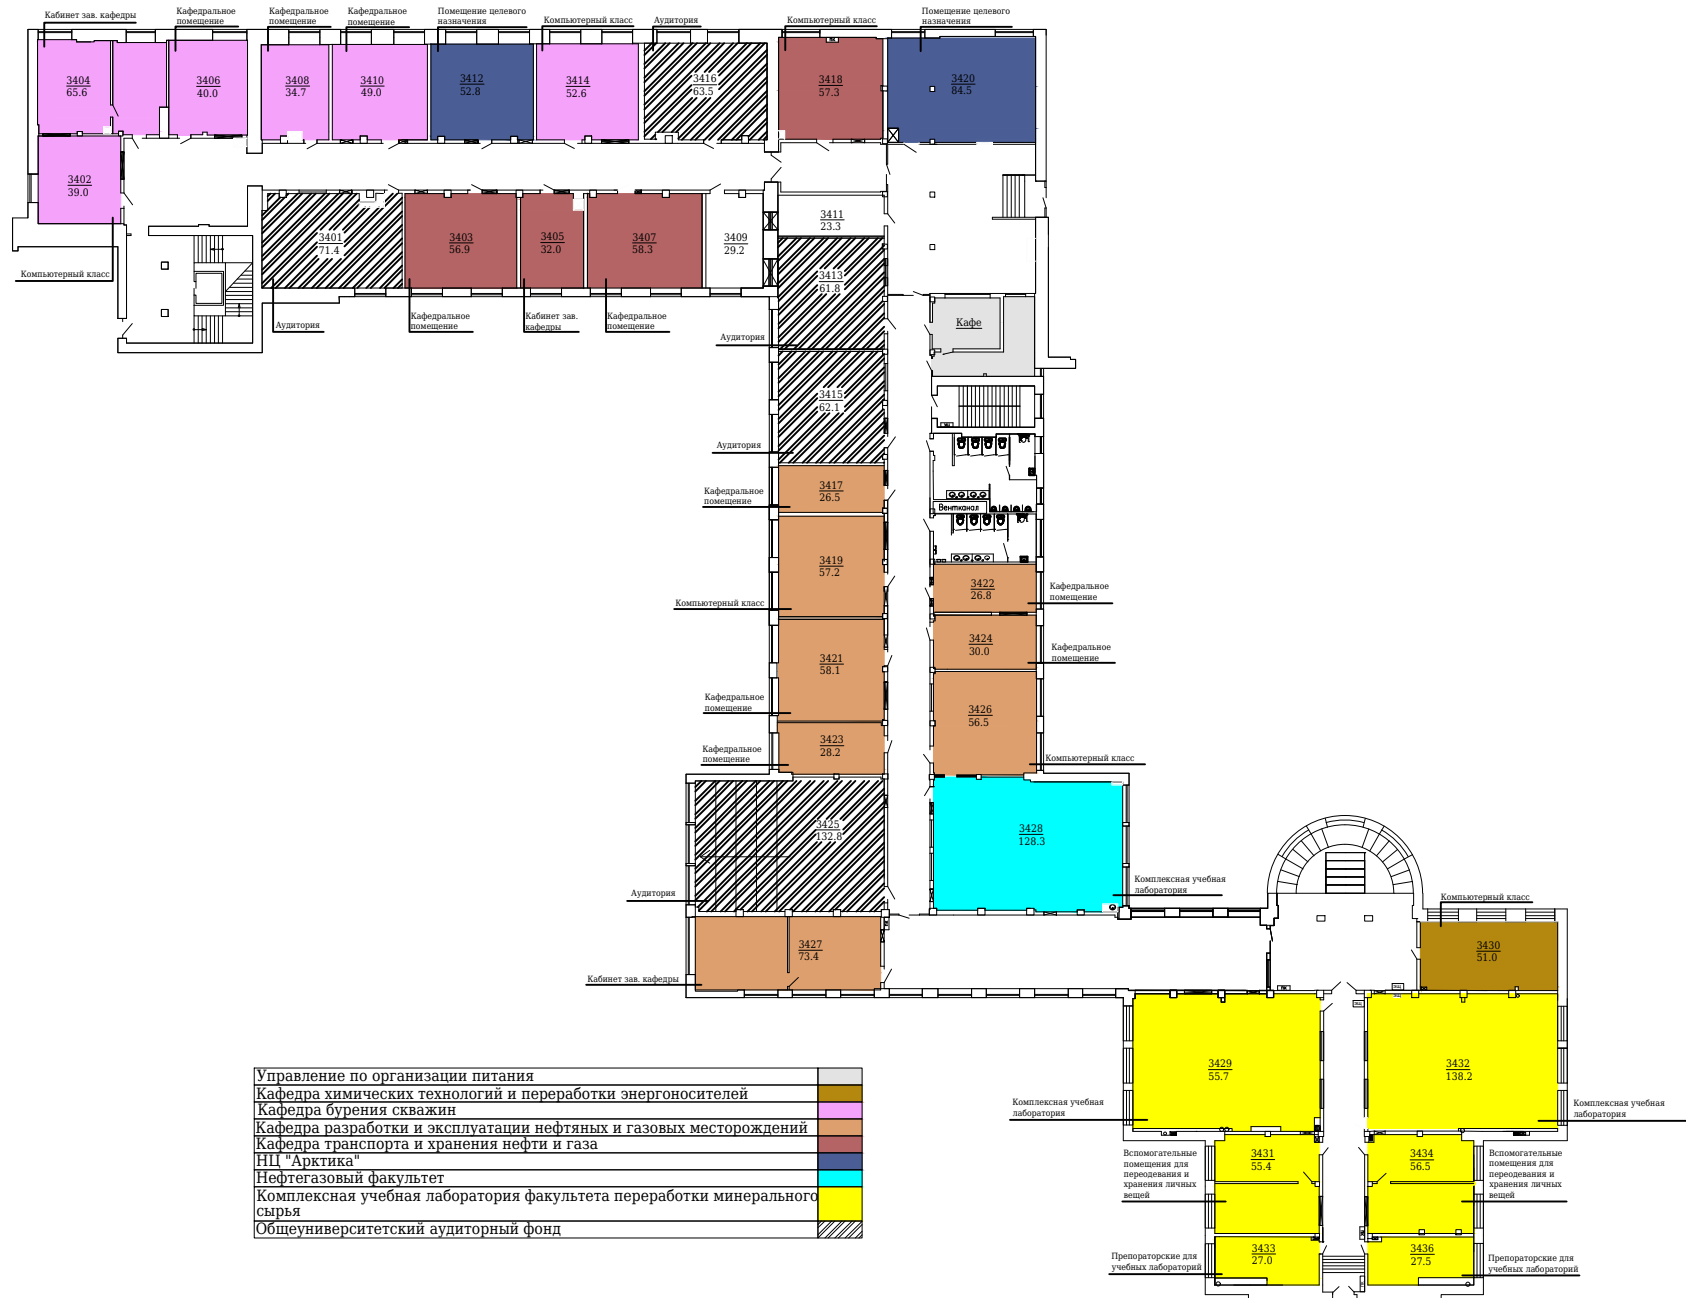 Кабинет зав. кафедры
Кафедральное
помещение
Кафедральное
помещение
Кафедральное
помещение
Помещение целевого
назначения
Компьютерный класс
Аудитория
Компьютерный класс
Помещение целевого
назначения
3404
65.6
3406
40.0
3408
34.7
3410
49.0
3412
52.8
3414
52.6
3416
63.5
3418
57.3
3420
84.5
3402
39.0
Компьютерный класс
3401
71.4
3403
56.9
3405
32.0
3407
58.3
3409
29.2
3411
23.3
Аудитория
Кафедральное
помещение
Кабинет зав.
кафедры
Кафедральное
помещение
3413
61.8
Аудитория
Кафе
3415
62.1
Аудитория
3417
26.5
Кафедральное
помещение
Вентканал
3419
57.2
Компьютерный класс
3422
26.8
Кафедральное
помещение
3424
30.0
Кафедральное
помещение
3421
58.1
Кафедральное
помещение
3426
56.5
Компьютерный класс
3423
28.2
Кафедральное
помещение
3425
132.8
Аудитория
3428
128.3
Комплексная учебная
лаборатория
3427
73.4
Кабинет зав. кафедры
Компьютерный класс
3430
51.0
3429
55.7
3432
138.2
Комплексная учебная
лаборатория
Комплексная учебная
лаборатория
3431
55.4
3434
56.5
Вспомогательные
помещения для
переодевания и
хранения личных
вещей
Вспомогательные
помещения для
переодевания и
хранения личных
вещей
3433
27.0
3436
27.5
Препораторские для
учебных лабораторий
Препораторские для
учебных лабораторий
Управление по организации питания
Кафедра химических технологий и переработки энергоносителей
Кафедра бурения скважин
Кафедра разработки и эксплуатации нефтяных и газовых месторождений
Кафедра транспорта и хранения нефти и газа
НЦ "Арктика"
Нефтегазовый факультет
Комплексная учебная лаборатория факультета переработки минерального
сырья
Общеуниверситетский аудиторный фонд